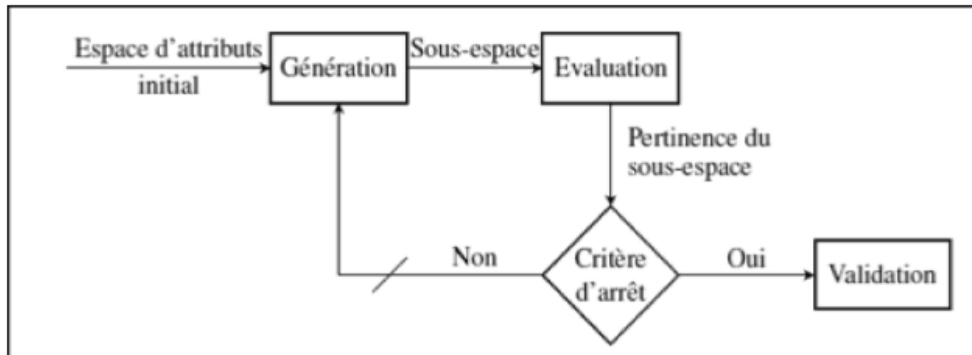 Espace d'attributs
initial
Génération
Sous-espace
Evaluation
Pertinence du
sous-espace
Critère
d'arrêt
Non
Oui
Validation